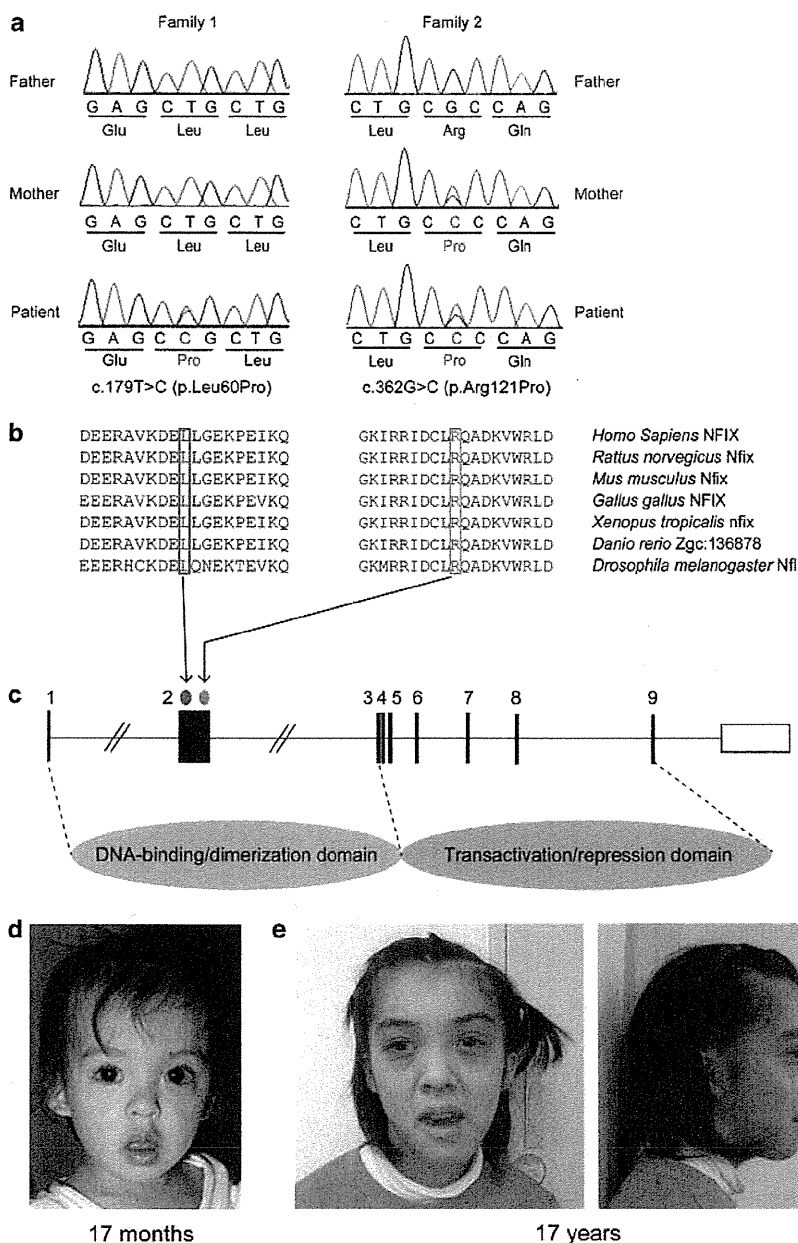 a
Family 1
Family 2
Father
G A G C T G C T G
Glu Leu Leu
C T G C G C C A G
Leu Arg Gln
Father
Mother
G A G C T G C T G
Glu Leu Leu
C T G C C C C A G
Leu Pro Gln
Mother
Patient
G A G C C G C T G
Glu Pro Leu
c.179T>C (p.Leu60Pro)
C T G C C C C A G
Leu Pro Gln
c.362G>C (p.Arg121Pro)
Patient
b
DEERAVKDELLGEKPEIKQ GKIRRIDCLRQADKVWRLD Homo Sapiens NFIX
DEERAVKDELLGEKPEIKQ GKIRRIDCLRQADKVWRLD Rattus norvegicus Nfix
DEERAVKDELLGEKPEIKQ GKIRRIDCLRQADKVWRLD Mus musculus Nfix
EEERAVKDELLGEKPEVKQ GKIRRIDCLRQADKVWRLD Gallus gallus NFIX
DEERAVKDELLGEKPEIKQ GKIRRIDCLRQADKVWRLD Xenopus tropicalis nfix
DEERAVKDELLGEKPEIKQ GKIRRIDCLRQADKVWRLD Danio rerio Zgc:136878
EEERHCKDELQNEKTEVKQ GKMRRIDCLRQADKVWRLD Drosophila melanogaster NfI
c
1 2 3 4 5 6 7 8 9
DNA-binding/dimerization domain
Transactivation/repression domain
d
e
17 months
17 years